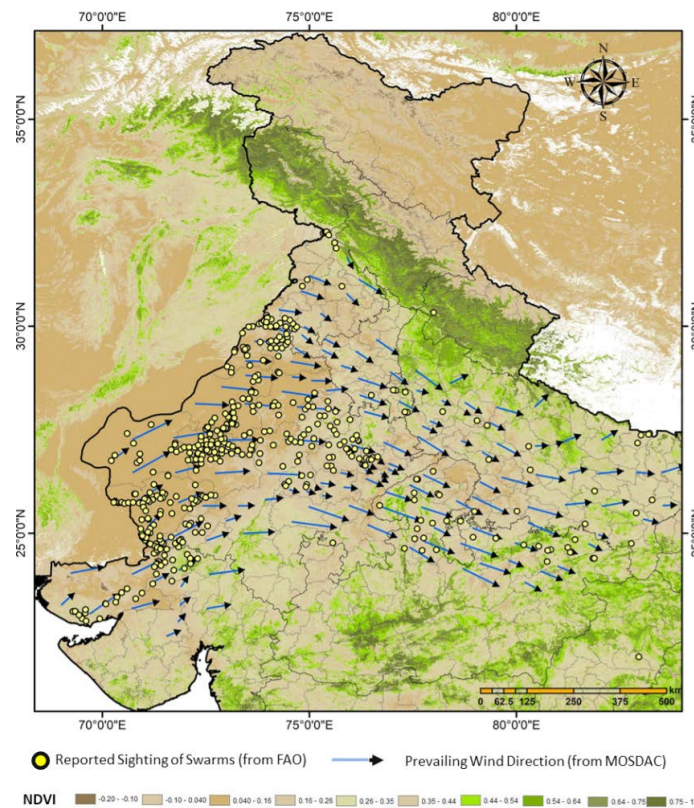 70°0'0"E 75°0'0"E 80°0'0"E
N
W E
S
35°0'0"N
30°0'0"N
25°0'0"N
km
0 62.5 125 250 375 500
70°0'0"E 75°0'0"E 80°0'0"E
Reported Sighting of Swarms (from FAO) Prevailing Wind Direction (from MOSDAC)
NDVI -0.20 - -0.10 -0.10 - 0.040 0.040 - 0.16 0.16 - 0.26 0.26 - 0.35 0.35 - 0.44 0.44 - 0.54 0.54 - 0.64 0.64 - 0.75 0.75 - 1